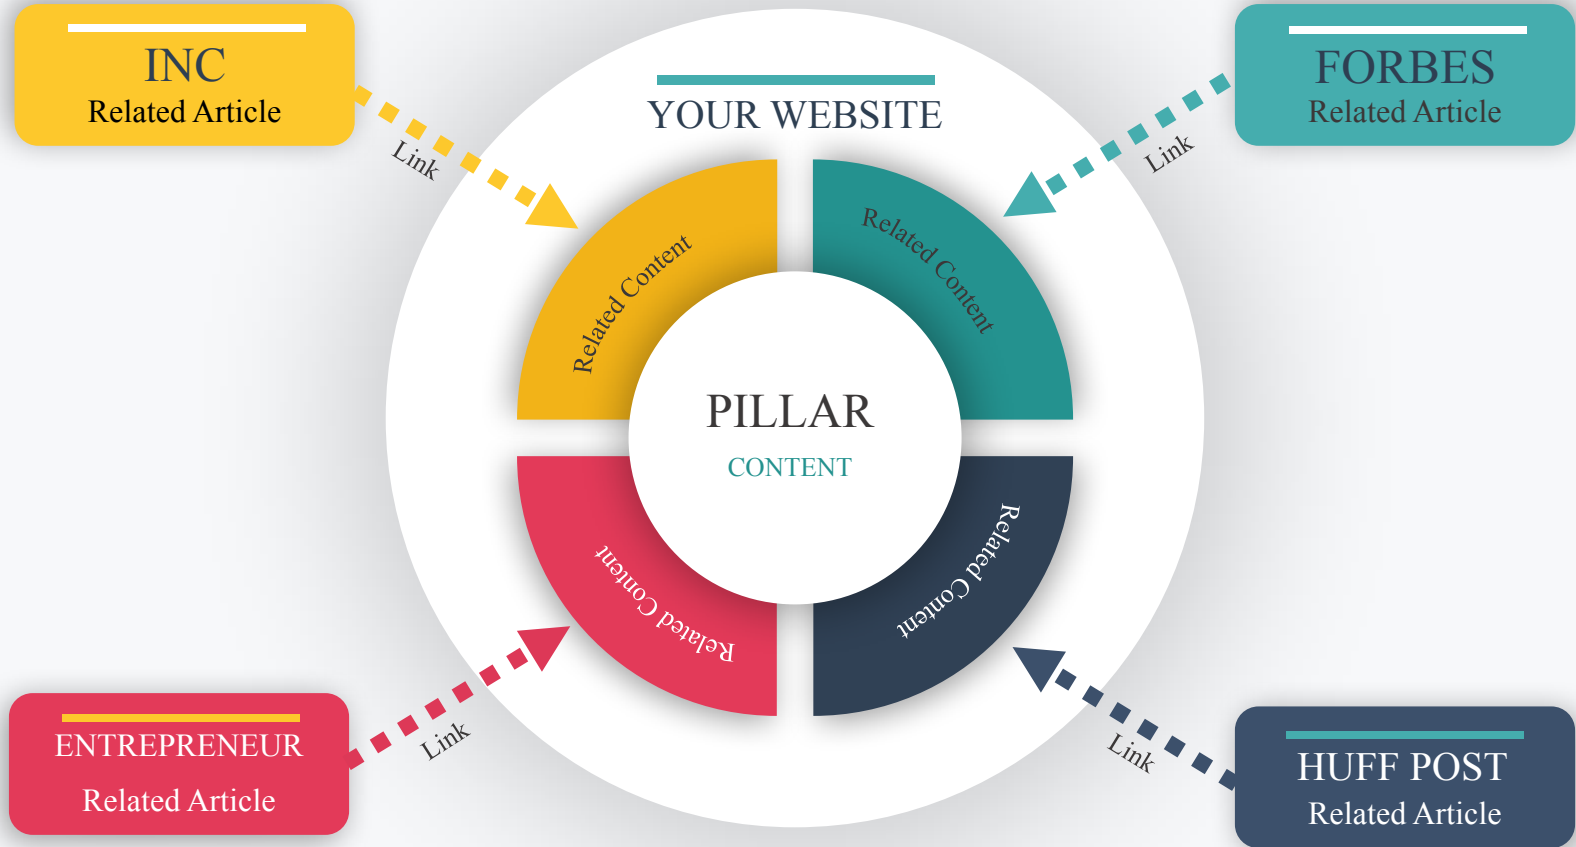 INC
Related Article
Link
YOUR WEBSITE
FORBES
Related Article
Link
Related Content
Related Content
PILLAR
CONTENT
Related Content
Related Content
ENTREPRENEUR
Related Article
Link
HUFF POST
Related Article
Link